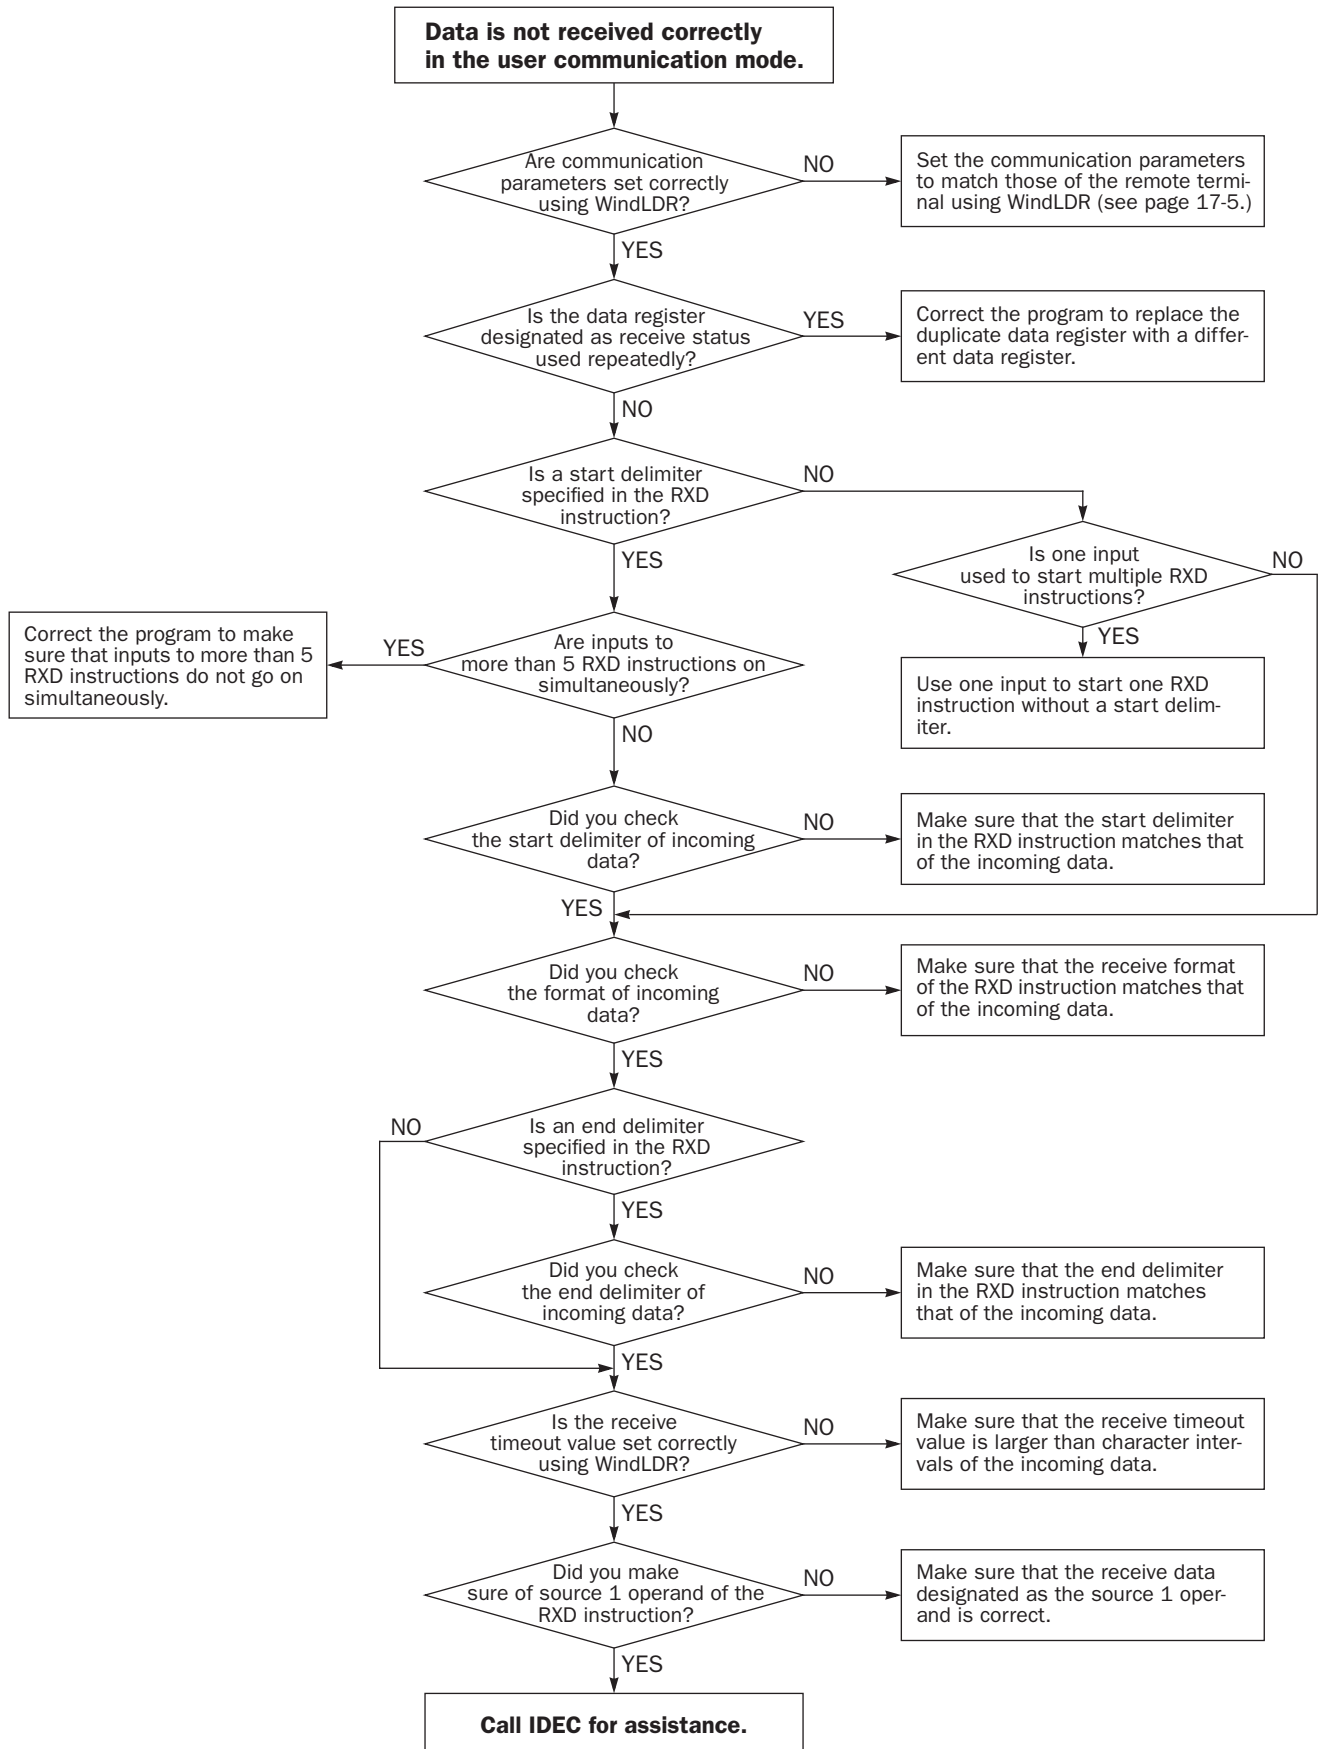 Data is not received correctly
in the user communication mode.
Are communication
parameters set correctly
using WindLDR?
NO
Set the communication parameters
to match those of the remote termi-
nal using WindLDR (see page 17-5.)
YES
Is the data register
designated as receive status
used repeatedly?
YES
Correct the program to replace the
duplicate data register with a differ-
ent data register.
NO
Is a start delimiter
specified in the RXD
instruction?
NO
Is one input
used to start multiple RXD
instructions?
NO
YES
Use one input to start one RXD
instruction without a start delim-
iter.
YES
Are inputs to
more than 5 RXD instructions on
simultaneously?
YES
Correct the program to make
sure that inputs to more than 5
RXD instructions do not go on
simultaneously.
NO
Did you check
the start delimiter of incoming
data?
NO
Make sure that the start delimiter
in the RXD instruction matches that
of the incoming data.
YES
Did you check
the format of incoming
data?
NO
Make sure that the receive format
of the RXD instruction matches that
of the incoming data.
YES
Is an end delimiter
specified in the RXD
instruction?
NO
YES
Did you check
the end delimiter of
incoming data?
NO
Make sure that the end delimiter
in the RXD instruction matches
that of the incoming data.
YES
Is the receive
timeout value set correctly
using WindLDR?
NO
Make sure that the receive timeout
value is larger than character inter-
vals of the incoming data.
YES
Did you make
sure of source 1 operand of the
RXD instruction?
NO
Make sure that the receive data
designated as the source 1 oper-
and is correct.
YES
Call IDEC for assistance.